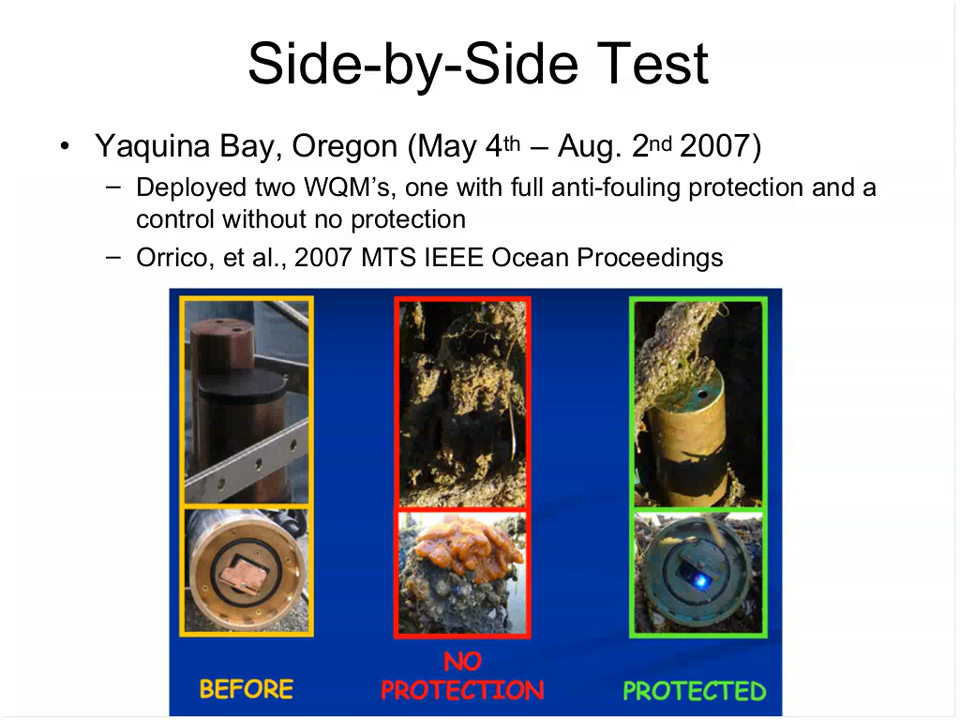 Side-by-Side Test
• Yaquina Bay, Oregon (May 4th – Aug. 2nd 2007)
– Deployed two WQM's, one with full anti-fouling protection and a
control without no protection
– Orrico, et al., 2007 MTS IEEE Ocean Proceedings
BEFORE
NO
PROTECTION
PROTECTED